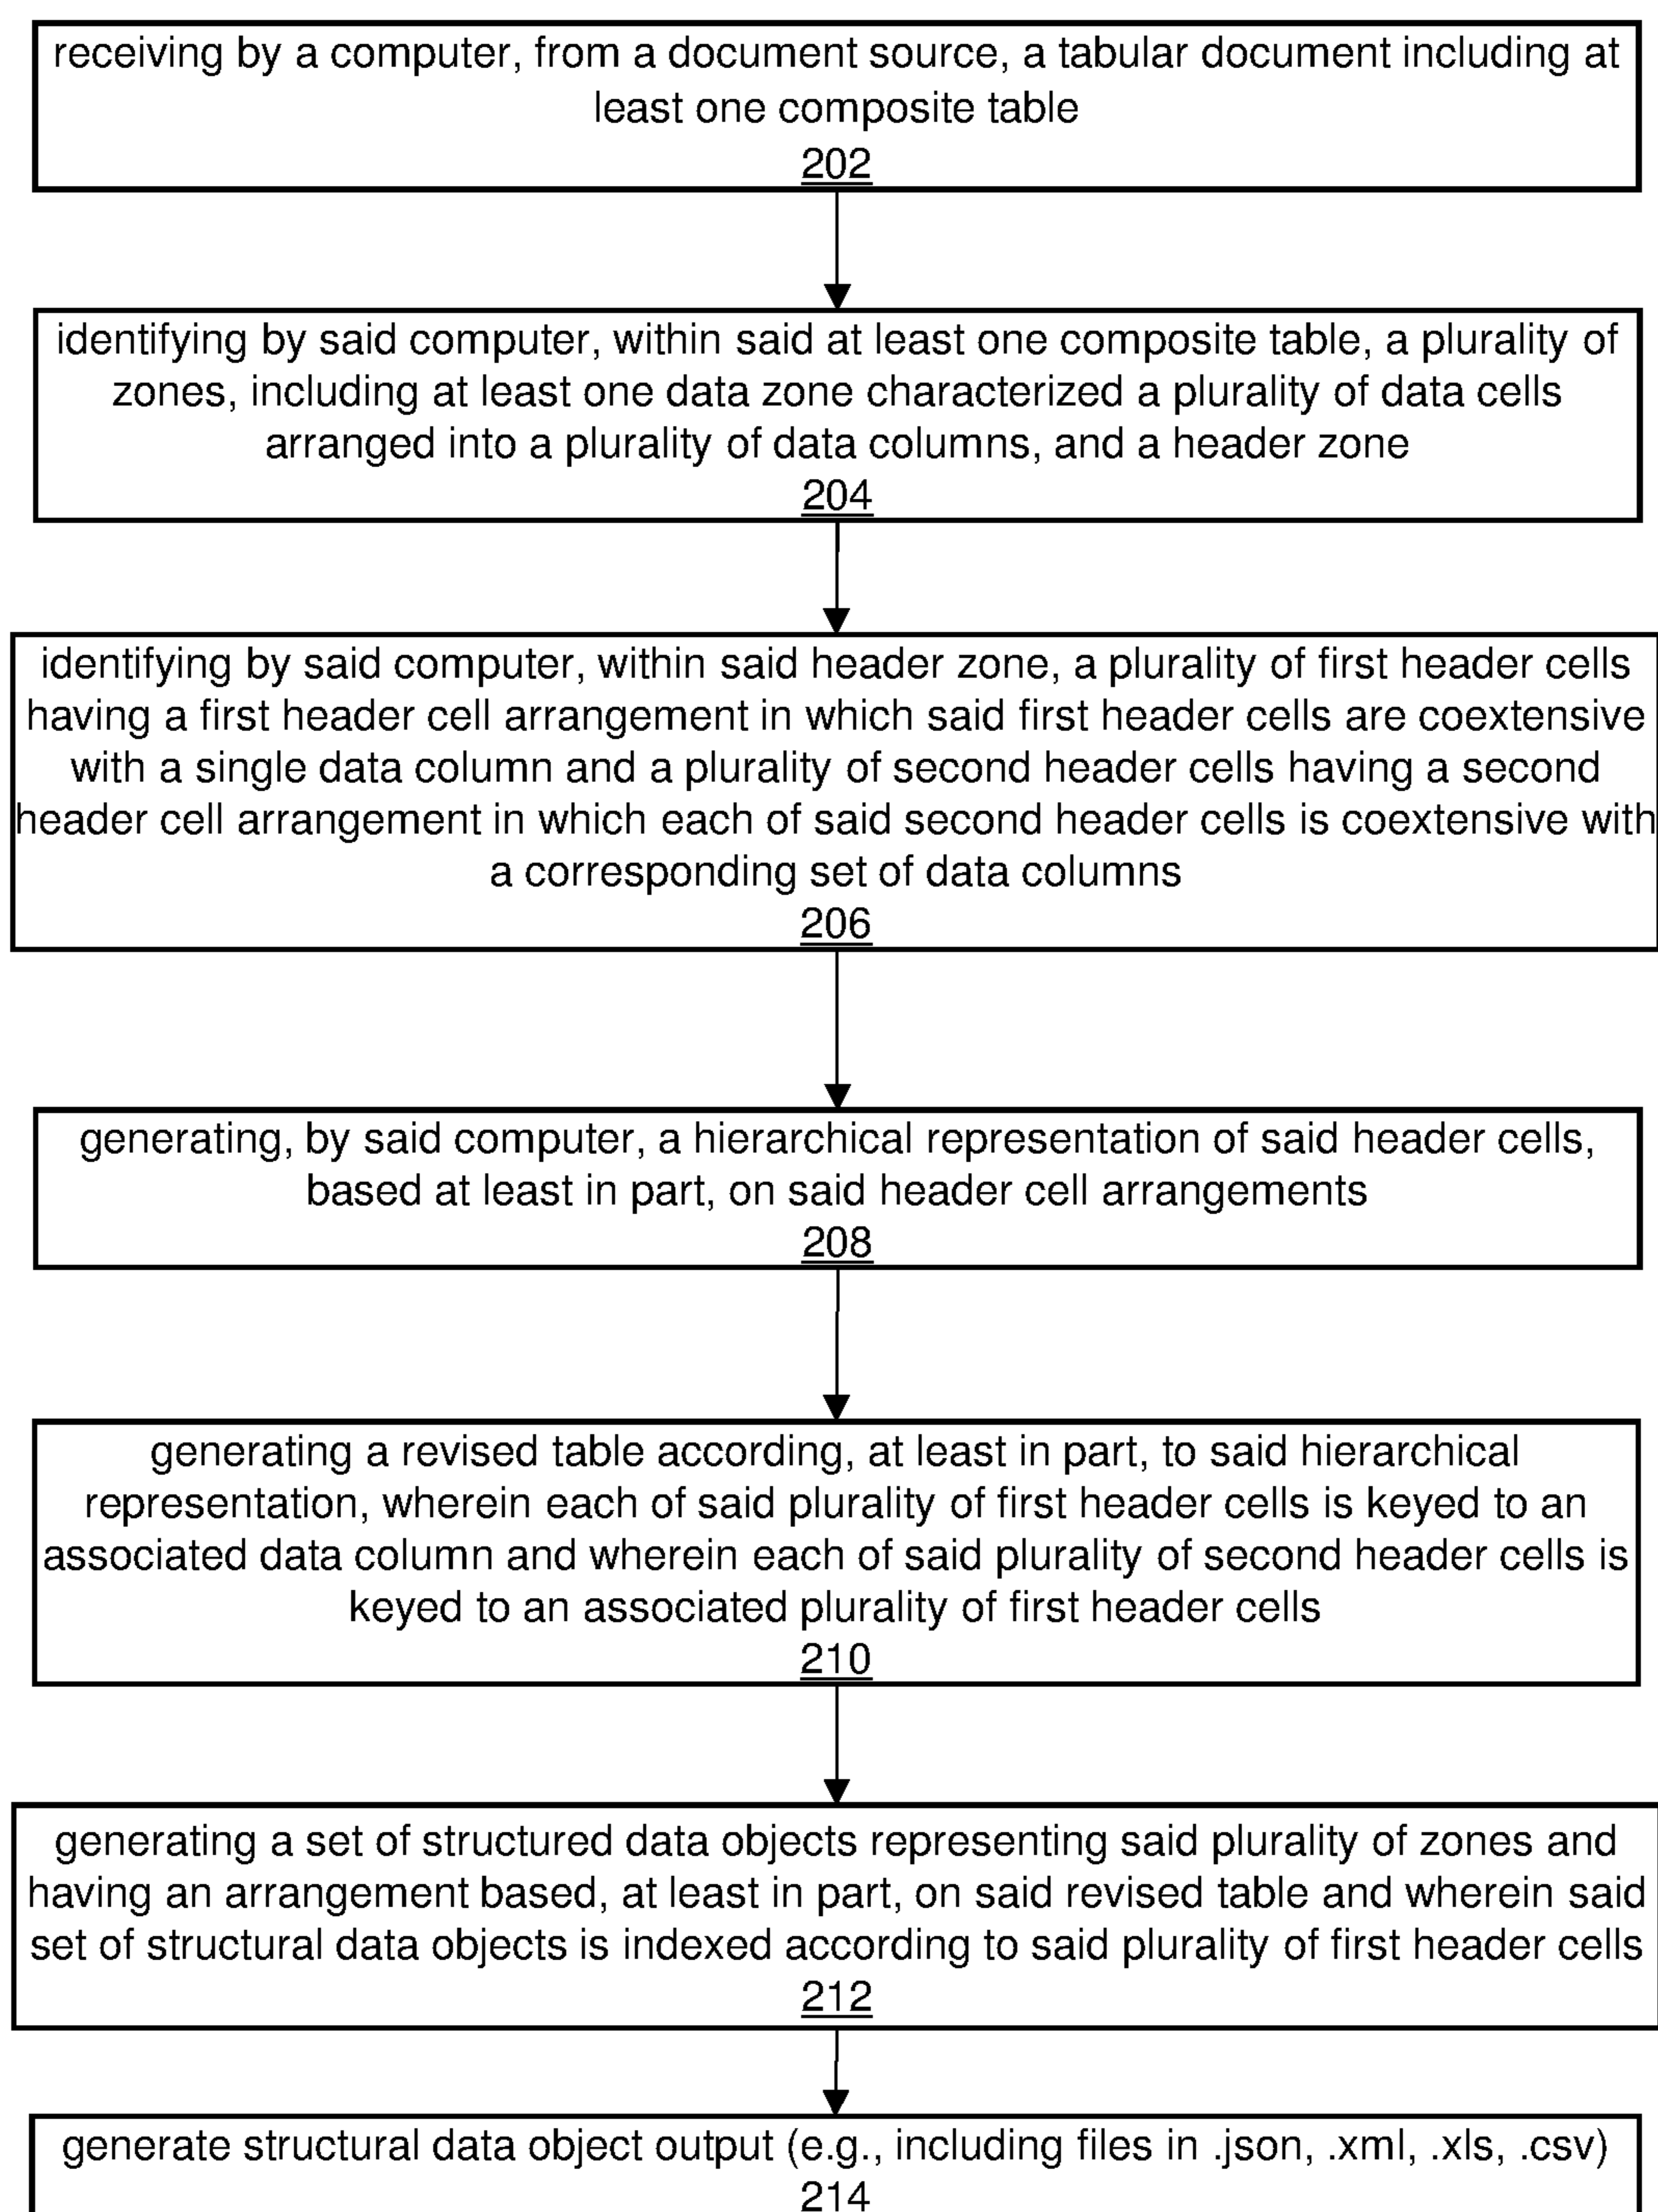 receiving by a computer, from a document source, a tabular document including at
least one composite table
202
identifying by said computer, within said at least one composite table, a plurality of
zones, including at least one data zone characterized a plurality of data cells
arranged into a plurality of data columns, and a header zone
204
identifying by said computer, within said header zone, a plurality of first header cells
having a first header cell arrangement in which said first header cells are coextensive
with a single data column and a plurality of second header cells having a second
header cell arrangement in which each of said second header cells is coextensive with
a corresponding set of data columns
206
generating, by said computer, a hierarchical representation of said header cells,
based at least in part, on said header cell arrangements
208
generating a revised table according, at least in part, to said hierarchical
representation, wherein each of said plurality of first header cells is keyed to an
associated data column and wherein each of said plurality of second header cells is
keyed to an associated plurality of first header cells
210
generating a set of structured data objects representing said plurality of zones and
having an arrangement based, at least in part, on said revised table and wherein said
set of structural data objects is indexed according to said plurality of first header cells
212
generate structural data object output (e.g., including files in .json, .xml, .xls, .csv)
214